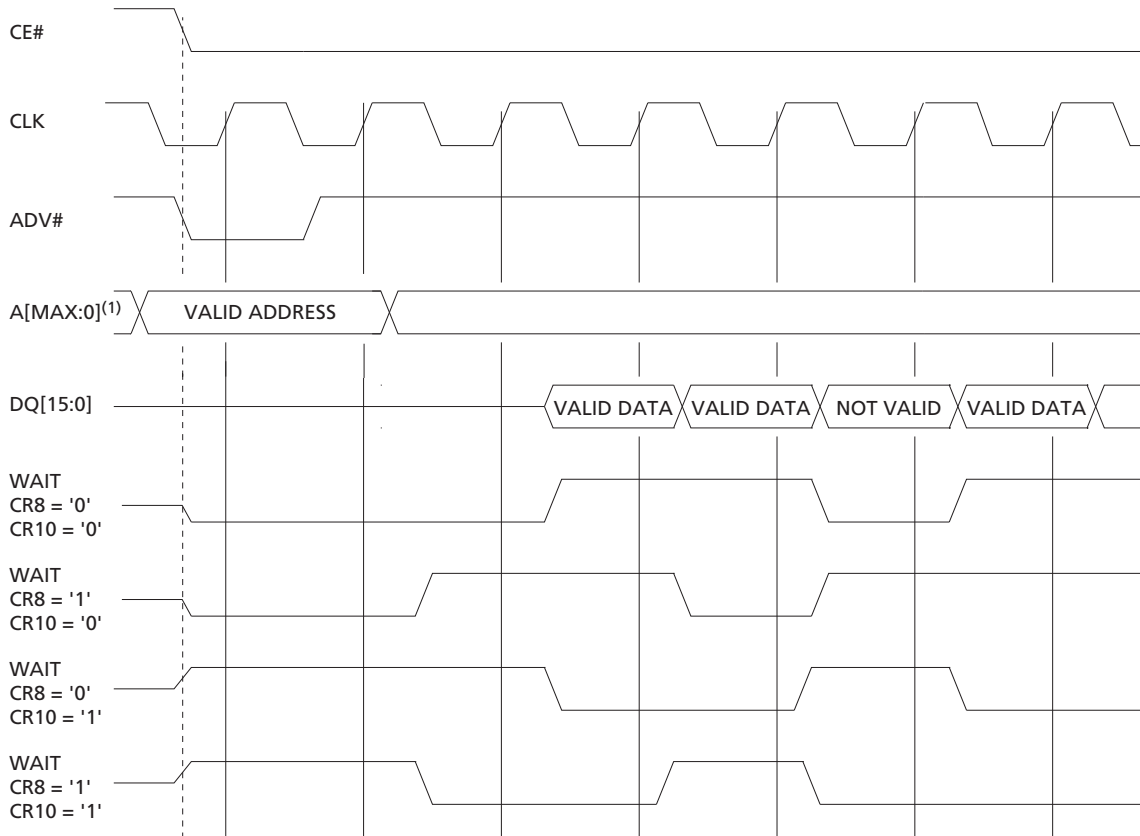 CE#
CLK
ADV#
A[MAX:0](1)
VALID ADDRESS
DQ[15:0]
VALID DATA
VALID DATA
NOT VALID
VALID DATA
WAIT
CR8 = '0'
CR10 = '0'
WAIT
CR8 = '1'
CR10 = '0'
WAIT
CR8 = '0'
CR10 = '1'
WAIT
CR8 = '1'
CR10 = '1'